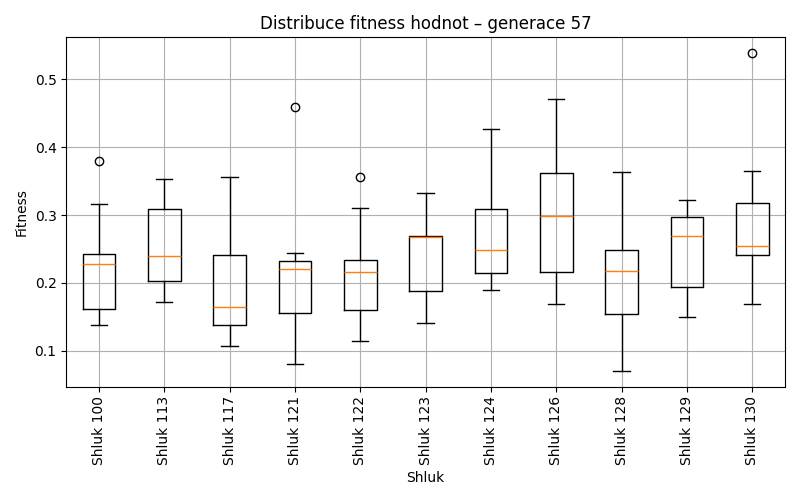 Distribuce fitness hodnot – generace 57
Fitness
0.5
0.4
0.3
0.2
0.1
Shluk 100
Shluk 113
Shluk 117
Shluk 121
Shluk 122
Shluk 123
Shluk 124
Shluk 126
Shluk 128
Shluk 129
Shluk 130
Shluk